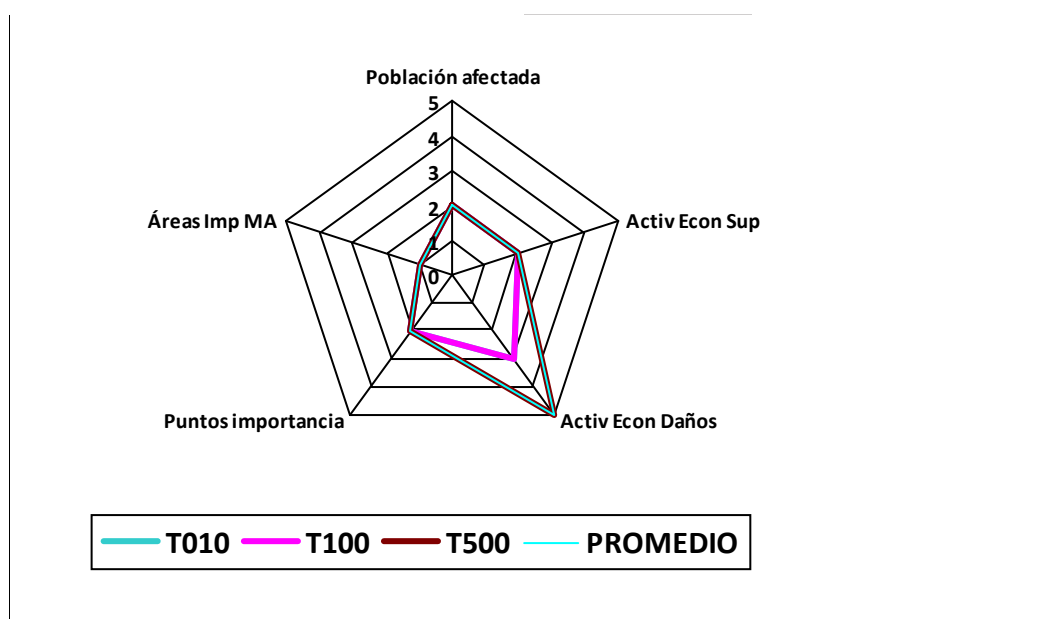 Población afectada
5
4
3
2
1
0
Áreas Imp MA
Activ Econ Sup
Puntos importancia
Activ Econ Daños
T010 T100 T500 PROMEDIO